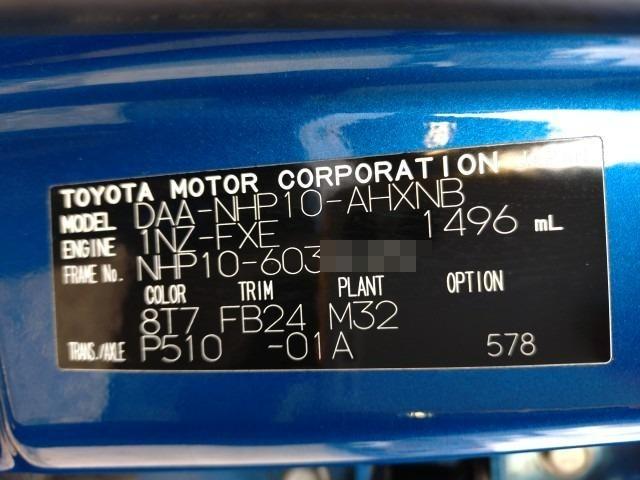 TOYOTA MOTOR CORPORATION
MODEL DAA-NHP10-AHXNB
ENGINE 1NZ-FXE 1496 mL
FRAME No. NHP10-603
COLOR TRIM PLANT OPTION
8T7 FB24 M32
TRANS./AXLE P510 -01A 578